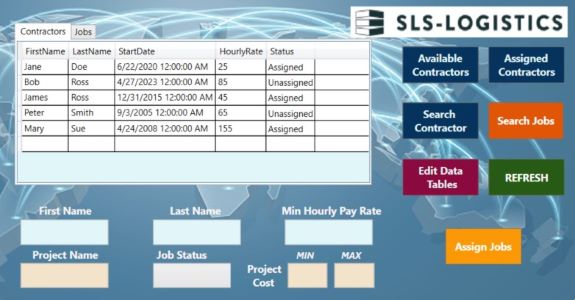 SLS-LOGISTICS
Contractors Jobs
FirstName LastName StartDate HourlyRate Status
Jane Doe 6/22/2020 12:00:00 AM 25 Assigned
Bob Ross 4/27/2023 12:00:00 AM 85 Unassigned
James Ross 12/31/2015 12:00:00 AM 45 Assigned
Peter Smith 9/3/2005 12:00:00 AM 65 Unassigned
Mary Sue 4/24/2008 12:00:00 AM 155 Assigned
Available
Contractors
Assigned
Contractors
Search
Contractor
Search Jobs
Edit Data
Tables
REFRESH
Assign Jobs
First Name Last Name Min Hourly Pay Rate
Project Name Job Status
Project
Cost
MIN MAX